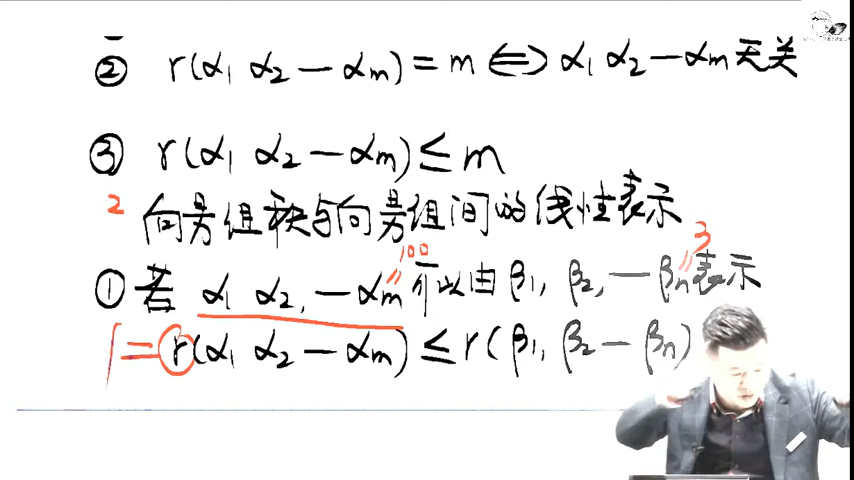 ② r(α₁ α₂ — αm) = m ⟺ α₁ α₂ — αm 无关
③ r(α₁ α₂ — αm) ≤ m
2 向量组秩与向量组间的线性表示
100 3
① 若 α₁ α₂, — αm 可以由 β₁, β₂, — βn 表示
= r(α₁ α₂ — αm) ≤ r(β₁, β₂ — βn)